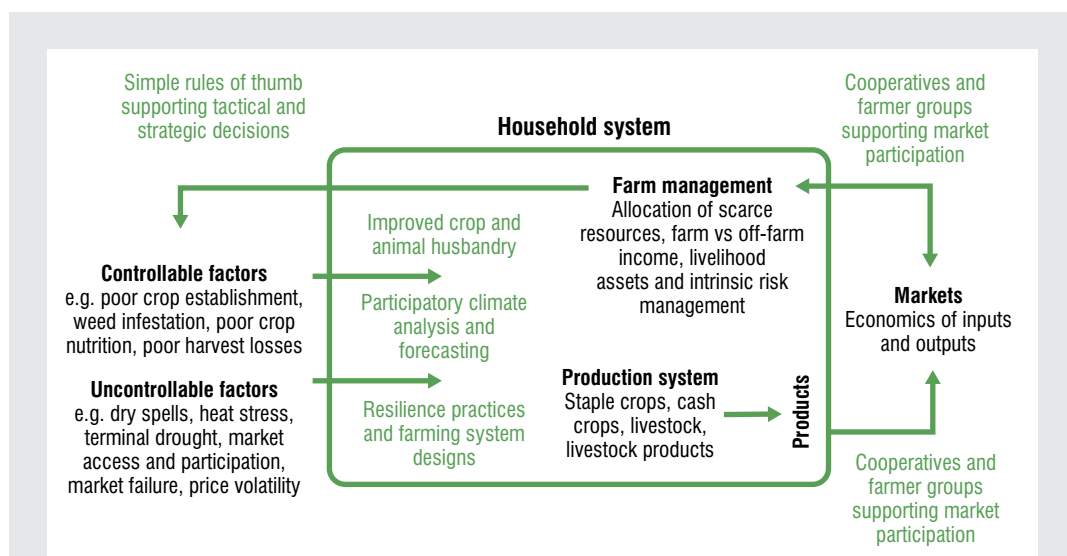 Simple rules of thumb
supporting tactical and
strategic decisions
Cooperatives and
farmer groups
supporting market
participation
Household system
Farm management
Allocation of scarce
resources, farm vs off-farm
income, livelihood
assets and intrinsic risk
management
Improved crop and
animal husbandry
Controllable factors
e.g. poor crop establishment,
weed infestation, poor crop
nutrition, poor harvest losses
Participatory climate
analysis and
forecasting
Markets
Economics of inputs
and outputs
Uncontrollable factors
e.g. dry spells, heat stress,
terminal drought, market
access and participation,
market failure, price volatility
Resilience practices
and farming system
designs
Production system
Staple crops, cash
crops, livestock,
livestock products
Products
Cooperatives and
farmer groups
supporting market
participation